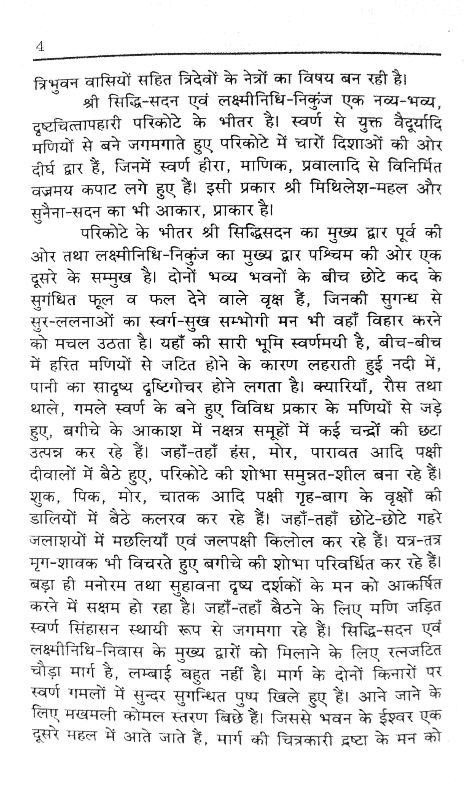 4
त्रिभुवन वासियों सहित त्रिदेवों के नेत्रों का विषय बन रही है।
श्री सिद्धि-सदन एवं लक्ष्मीनिधि-निकुंज एक नव्य-भव्य,
दृष्टचित्तापहारी परिकोटे के भीतर है। स्वर्ण से युक्त वैदूर्यादि
मणियों से बने जगमगाते हुए परिकोटे में चारों दिशाओं की ओर
दीर्घ द्वार हैं, जिनमें स्वर्ण हीरा, माणिक, प्रवालादि से विनिर्मित
वज्रमय कपाट लगे हुए हैं। इसी प्रकार श्री मिथिलेश-महल और
सुनैना-सदन का भी आकार, प्राकार है।
परिकोटे के भीतर श्री सिद्धिसदन का मुख्य द्वार पूर्व की
ओर तथा लक्ष्मीनिधि-निकुंज का मुख्य द्वार पश्चिम की ओर एक
दूसरे के सम्मुख है। दोनों भव्य भवनों के बीच छोटे कद के
सुगंधित फूल व फल देने वाले वृक्ष हैं, जिनकी सुगन्ध से
सुर-ललनाओं का स्वर्ग-सुख सम्भोगी मन भी वहाँ विहार करने
को मचल उठता है। यहाँ की सारी भूमि स्वर्णमयी है, बीच-बीच
में हरित मणियों से जटित होने के कारण लहराती हुई नदी में,
पानी का सादृष्य दृष्टिगोचर होने लगता है। क्यारियाँ, रौस तथा
थाले, गमले स्वर्ण के बने हुए विविध प्रकार के मणियों से जड़े
हुए, बगीचे के आकाश में नक्षत्र समूहों में कई चन्द्रों की छटा
उत्पन्न कर रहे हैं। जहाँ-तहाँ हंस, मोर, पारावत आदि पक्षी
दीवालों में बैठे हुए, परिकोटे की शोभा समुन्नत-शील बना रहे हैं।
शुक, पिक, मोर, चातक आदि पक्षी गृह-बाग के वृक्षों की
डालियों में बैठे कलरव कर रहे हैं। जहाँ-तहाँ छोटे-छोटे गहरे
जलाशयों में मछलियाँ एवं जलपक्षी किलोल कर रहे हैं। यत्र-तत्र
मृग-शावक भी विचरते हुए बगीचे की शोभा परिवर्धित कर रहे हैं।
बड़ा ही मनोरम तथा सुहावना दृष्य दर्शकों के मन को आकर्षित
करने में सक्षम हो रहा है। जहाँ-तहाँ बैठने के लिए मणि जड़ित
स्वर्ण सिंहासन स्थायी रूप से जगमगा रहे हैं। सिद्धि-सदन एवं
लक्ष्मीनिधि-निवास के मुख्य द्वारों को मिलाने के लिए रत्नजटित
चौड़ा मार्ग है, लम्बाई बहुत नहीं है। मार्ग के दोनों किनारों पर
स्वर्ण गमलों में सुन्दर सुगन्धित पुष्प खिले हुए हैं। आने जाने के
लिए मखमली कोमल स्तरण बिछे हैं। जिससे भवन के ईश्वर एक
दूसरे महल में आते जाते हैं, मार्ग की चित्रकारी द्रष्टा के मन को